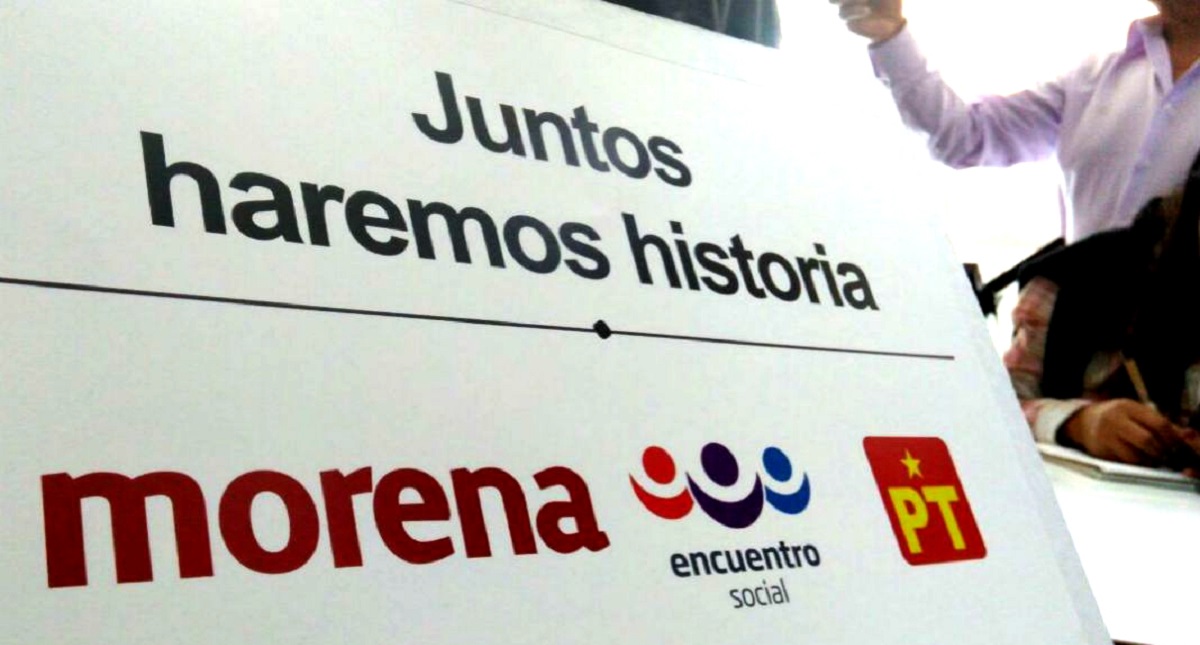 Juntos
haremos historia
morena
encuentro
social
PT